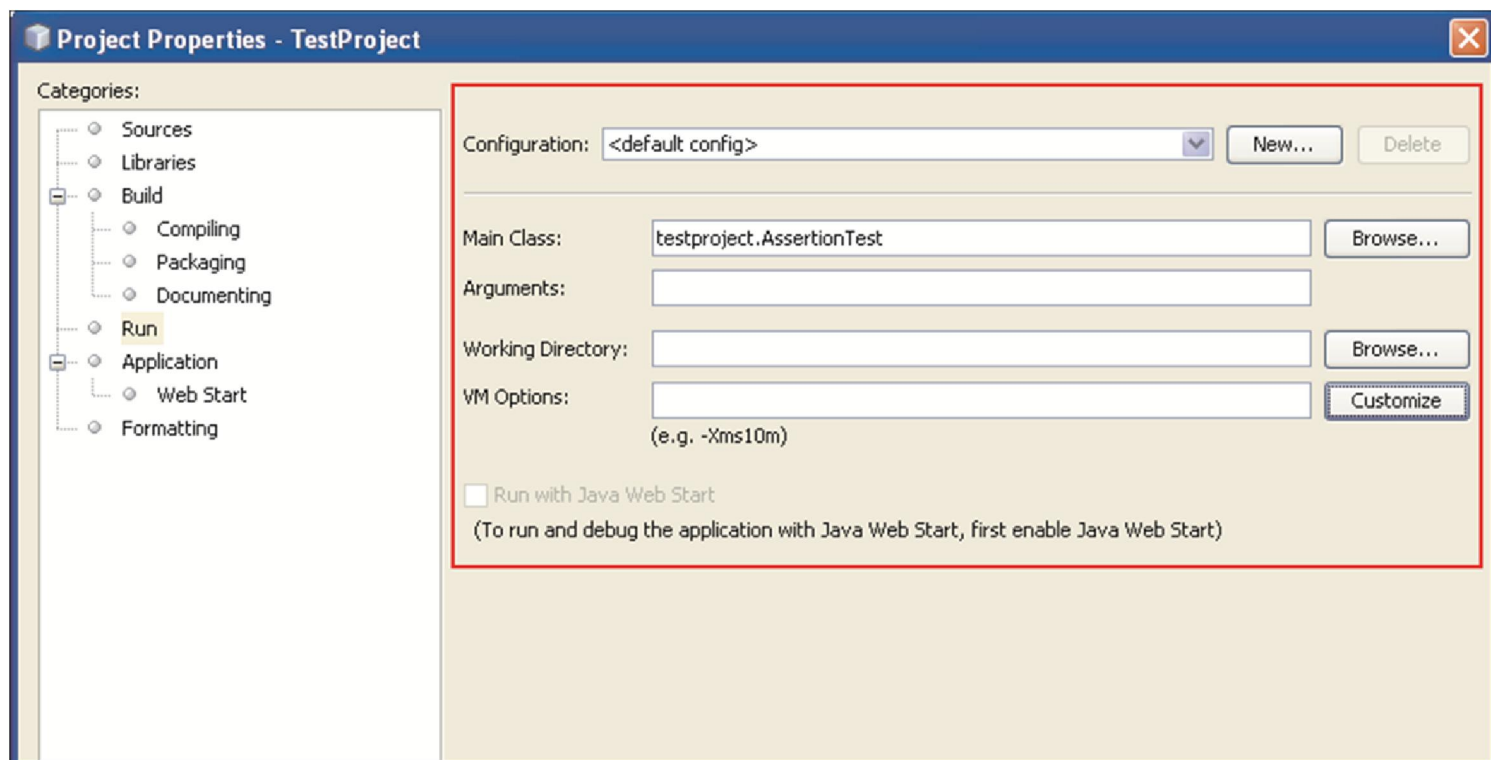 Project Properties - TestProject
Categories:
Sources
Libraries
Build
Compiling
Packaging
Documenting
Run
Application
Web Start
Formatting
Configuration: <default config> New... Delete
Main Class: testproject.AssertionTest Browse...
Arguments:
Working Directory: Browse...
VM Options: Customize
(e.g. -Xms10m)
Run with Java Web Start
(To run and debug the application with Java Web Start, first enable Java Web Start)